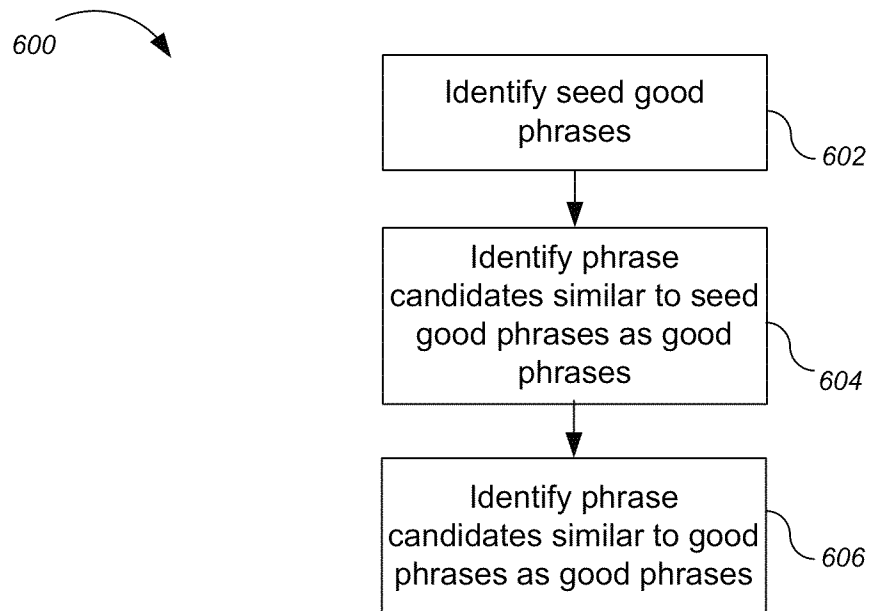 600
Identify seed good
phrases
602
Identify phrase
candidates similar to seed
good phrases as good
phrases
604
Identify phrase
candidates similar to good
phrases as good phrases
606